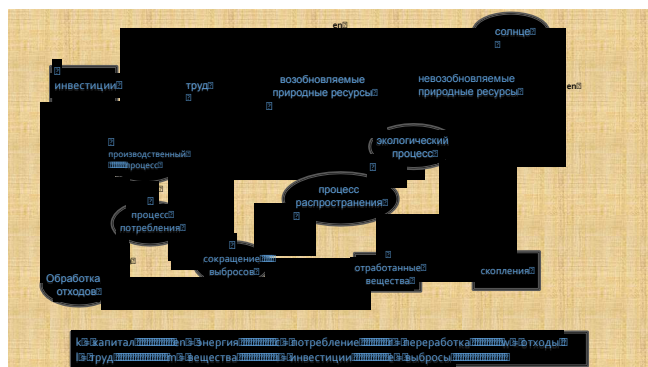 en
солнце
инвестиции
труд
возобновляемые
природные ресурсы
невозобновляемые
природные ресурсы
en
производственный
процесс
экологический
процесс
процесс
распространения
процесс
потребления
сокращение
выбросов
отработанные
вещества
скопления
Обработка
отходов
k = капитал en = энергия c = потребление r = переработка w = отходы
l = труд m = вещества i = инвестиции e = выбросы